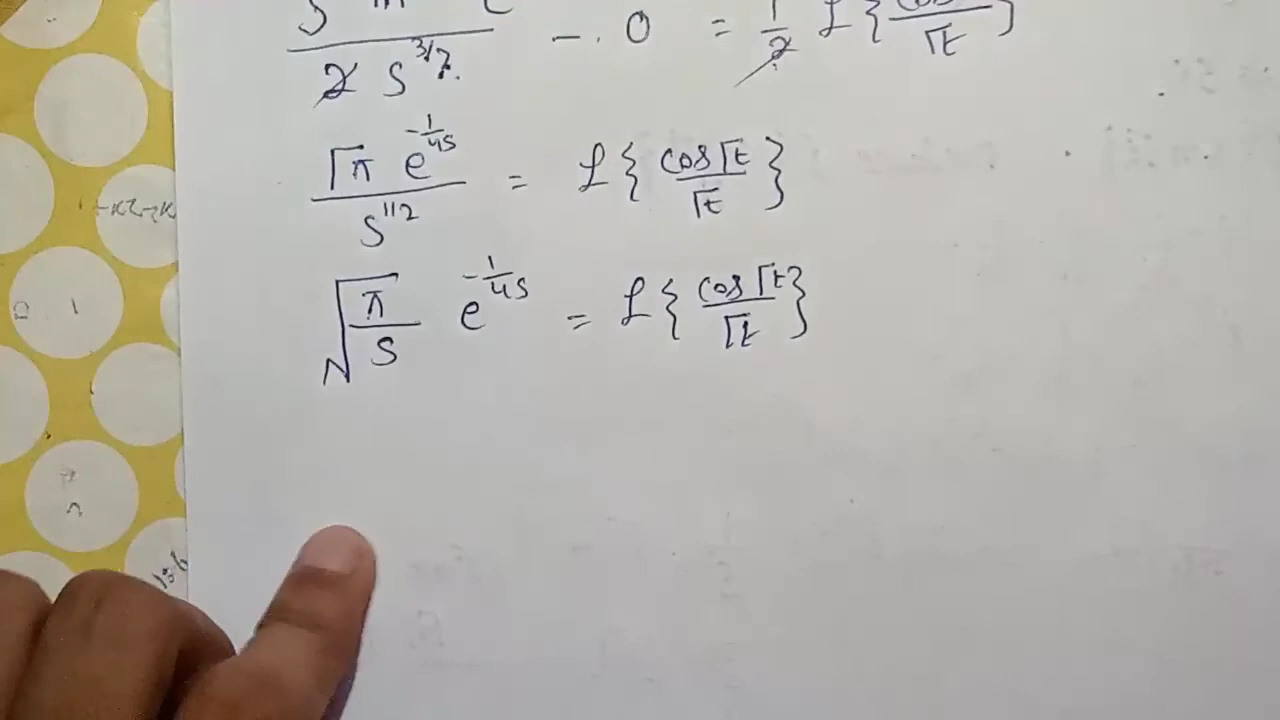 2 s^{3/2} - . 0 = 1/2 ℒ{cos /√t}
√π e^{-1/4s} / s^{1/2} = ℒ{cos√t / √t}
√(π/s) e^{-1/4s} = ℒ{cos√t / √t}